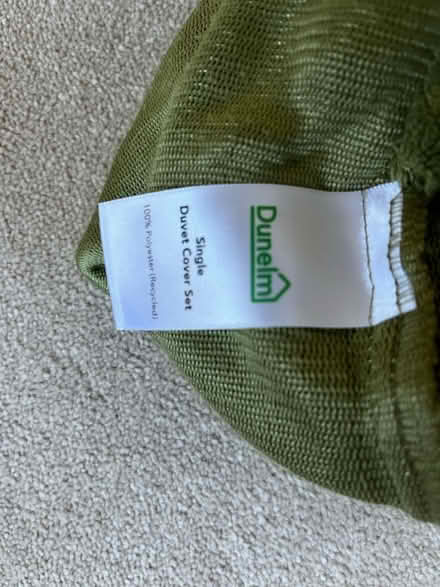 Dunelm
Single
Duvet Cover Set
100% Polyester (Recycled)